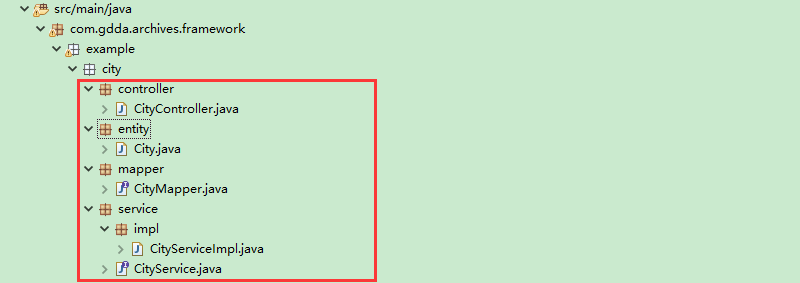 src/main/java
com.gdda.archives.framework
example
city
controller
CityController.java
entity
City.java
mapper
CityMapper.java
service
impl
CityServiceImpl.java
CityService.java